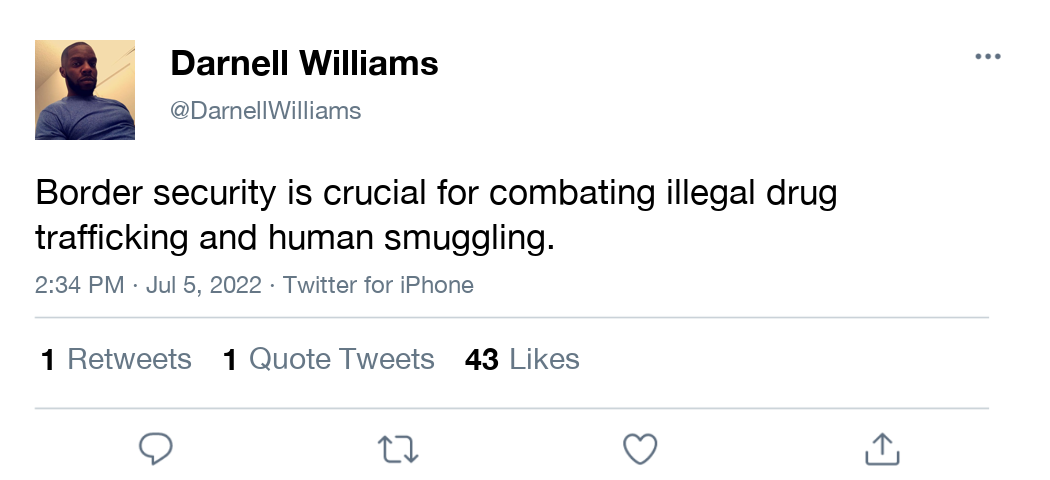 Darnell Williams
@DarnellWilliams
Border security is crucial for combating illegal drug
trafficking and human smuggling.
2:34 PM · Jul 5, 2022 · Twitter for iPhone
1 Retweets 1 Quote Tweets 43 Likes